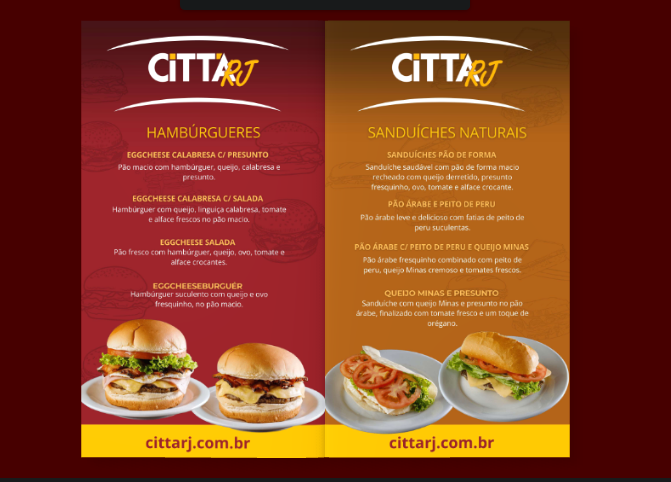 CITTÀ RJ
HAMBÚRGUERES
EGGCHEESE CALABRESA C/ PRESUNTO
Pão macio com hambúrguer, queijo, calabresa e
presunto.
EGGCHEESE CALABRESA C/ SALADA
Hambúrguer com queijo, linguiça calabresa, tomate
e alface frescos no pão macio.
EGGCHEESE SALADA
Pão fresco com hambúrguer, queijo, ovo, tomate e
alface crocantes.
EGGCHEESEBURGUÉR
Hambúrguer suculento com queijo e ovo
fresquinho, no pão macio.
cittarj.com.br
CITTÀ RJ
SANDUÍCHES NATURAIS
SANDUÍCHES PÃO DE FORMA
Sanduíche saudável com pão de forma macio
recheado com queijo derretido, presunto
fresquinho, ovo, tomate e alface crocante.
PÃO ÁRABE E PEITO DE PERU
Pão árabe leve e delicioso com fatias de peito de
peru suculentas.
PÃO ÁRABE C/ PEITO DE PERU E QUEIJO MINAS
Pão árabe fresquinho combinado com peito de
peru, queijo Minas cremoso e tomates frescos.
QUEIJO MINAS E PRESUNTO
Sanduíche com queijo Minas e presunto no pão
árabe, finalizado com tomate fresco e um toque de
orégano.
cittarj.com.br